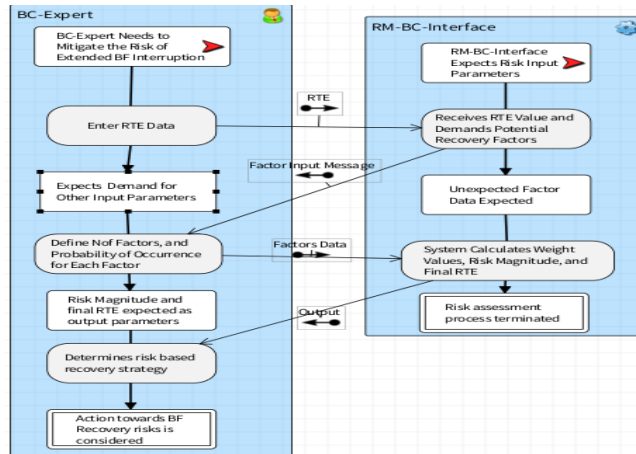 BC-Expert
BC-Expert Needs to
Mitigate the Risk of
Extended BF Interruption
Enter RTE Data
Expects Demand for
Other Input Parameters
Define Nof Factors, and
Probability of Occurrence
for Each Factor
Risk Magnitude and
final RTE expected as
output parameters
Determines risk based
recovery strategy
Action towards BF
Recovery risks is
considered
RTE
Factor Input Message
Factors Data
Output
RM-BC-Interface
RM-BC-Interface
Expects Risk Input
Parameters
Receives RTE Value and
Demands Potential
Recovery Factors
Unexpected Factor
Data Expected
System Calculates Weight
Values, Risk Magnitude, and
Final RTE
Risk assessment
process terminated